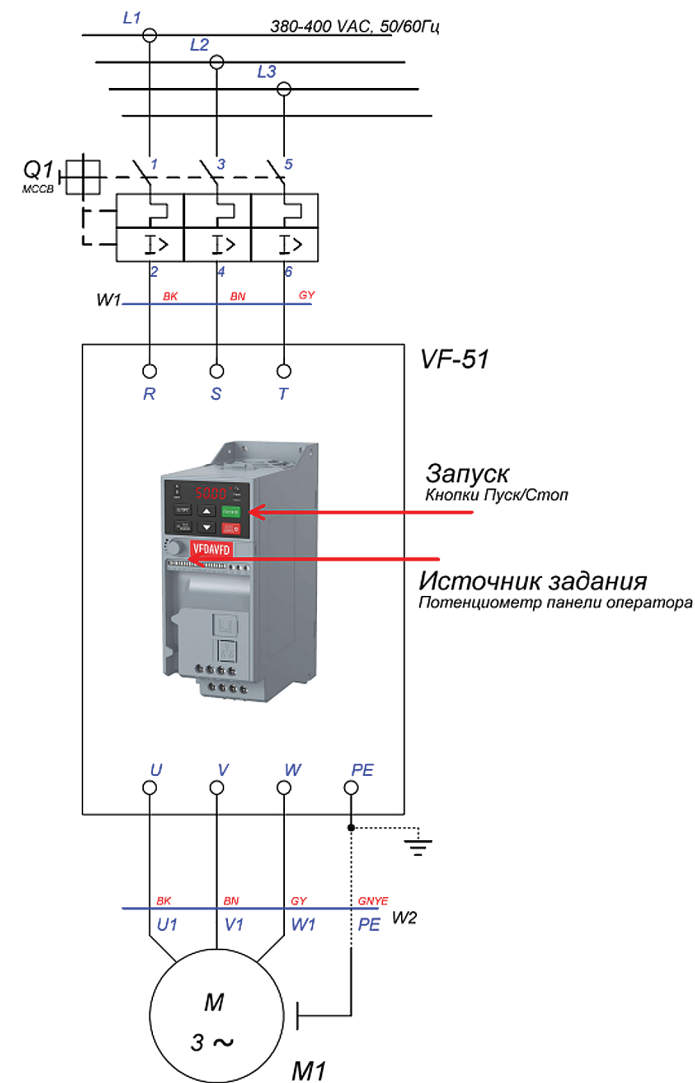 L1
380-400 VAC, 50/60Гц
L2
L3
Q1
MCCB
1 3 5
I> I> I>
2 4 6
W1 BK BN GY
VF-51
R S T
5000
Запуск
Кнопки Пуск/Стоп
VFDAVFD
Источник задания
Потенциометр панели оператора
U V W PE
BK BN GY GNYE
U1 V1 W1 PE W2
M
3 ~
M1